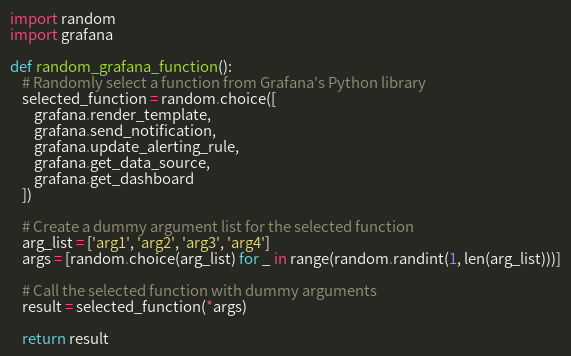 import random
import grafana
def random_grafana_function():
# Randomly select a function from Grafana's Python library
selected_function = random.choice([
grafana.render_template,
grafana.send_notification,
grafana.update_alerting_rule,
grafana.get_data_source,
grafana.get_dashboard
])
# Create a dummy argument list for the selected function
arg_list = ['arg1', 'arg2', 'arg3', 'arg4']
args = [random.choice(arg_list) for _ in range(random.randint(1, len(arg_list)))]
# Call the selected function with dummy arguments
result = selected_function(*args)
return result